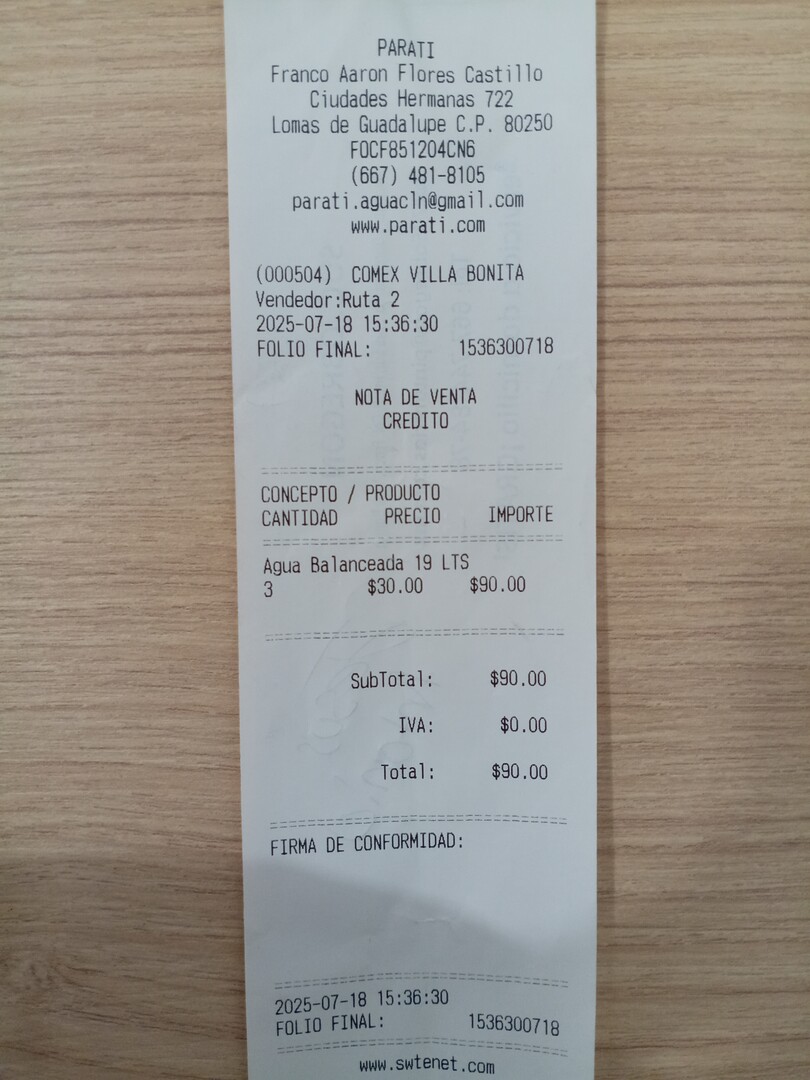 PARATI
Franco Aaron Flores Castillo
Ciudades Hermanas 722
Lomas de Guadalupe C.P. 80250
FOCF851204CN6
(667) 481-8105
parati.aguacln@gmail.com
www.parati.com
(000504) COMEX VILLA BONITA
Vendedor:Ruta 2
2025-07-18 15:36:30
FOLIO FINAL: 1536300718
NOTA DE VENTA
CREDITO
CONCEPTO / PRODUCTO
CANTIDAD PRECIO IMPORTE
Agua Balanceada 19 LTS
3 $30.00 $90.00
SubTotal: $90.00
IVA: $0.00
Total: $90.00
FIRMA DE CONFORMIDAD:
2025-07-18 15:36:30
FOLIO FINAL: 1536300718
www.swtenet.com